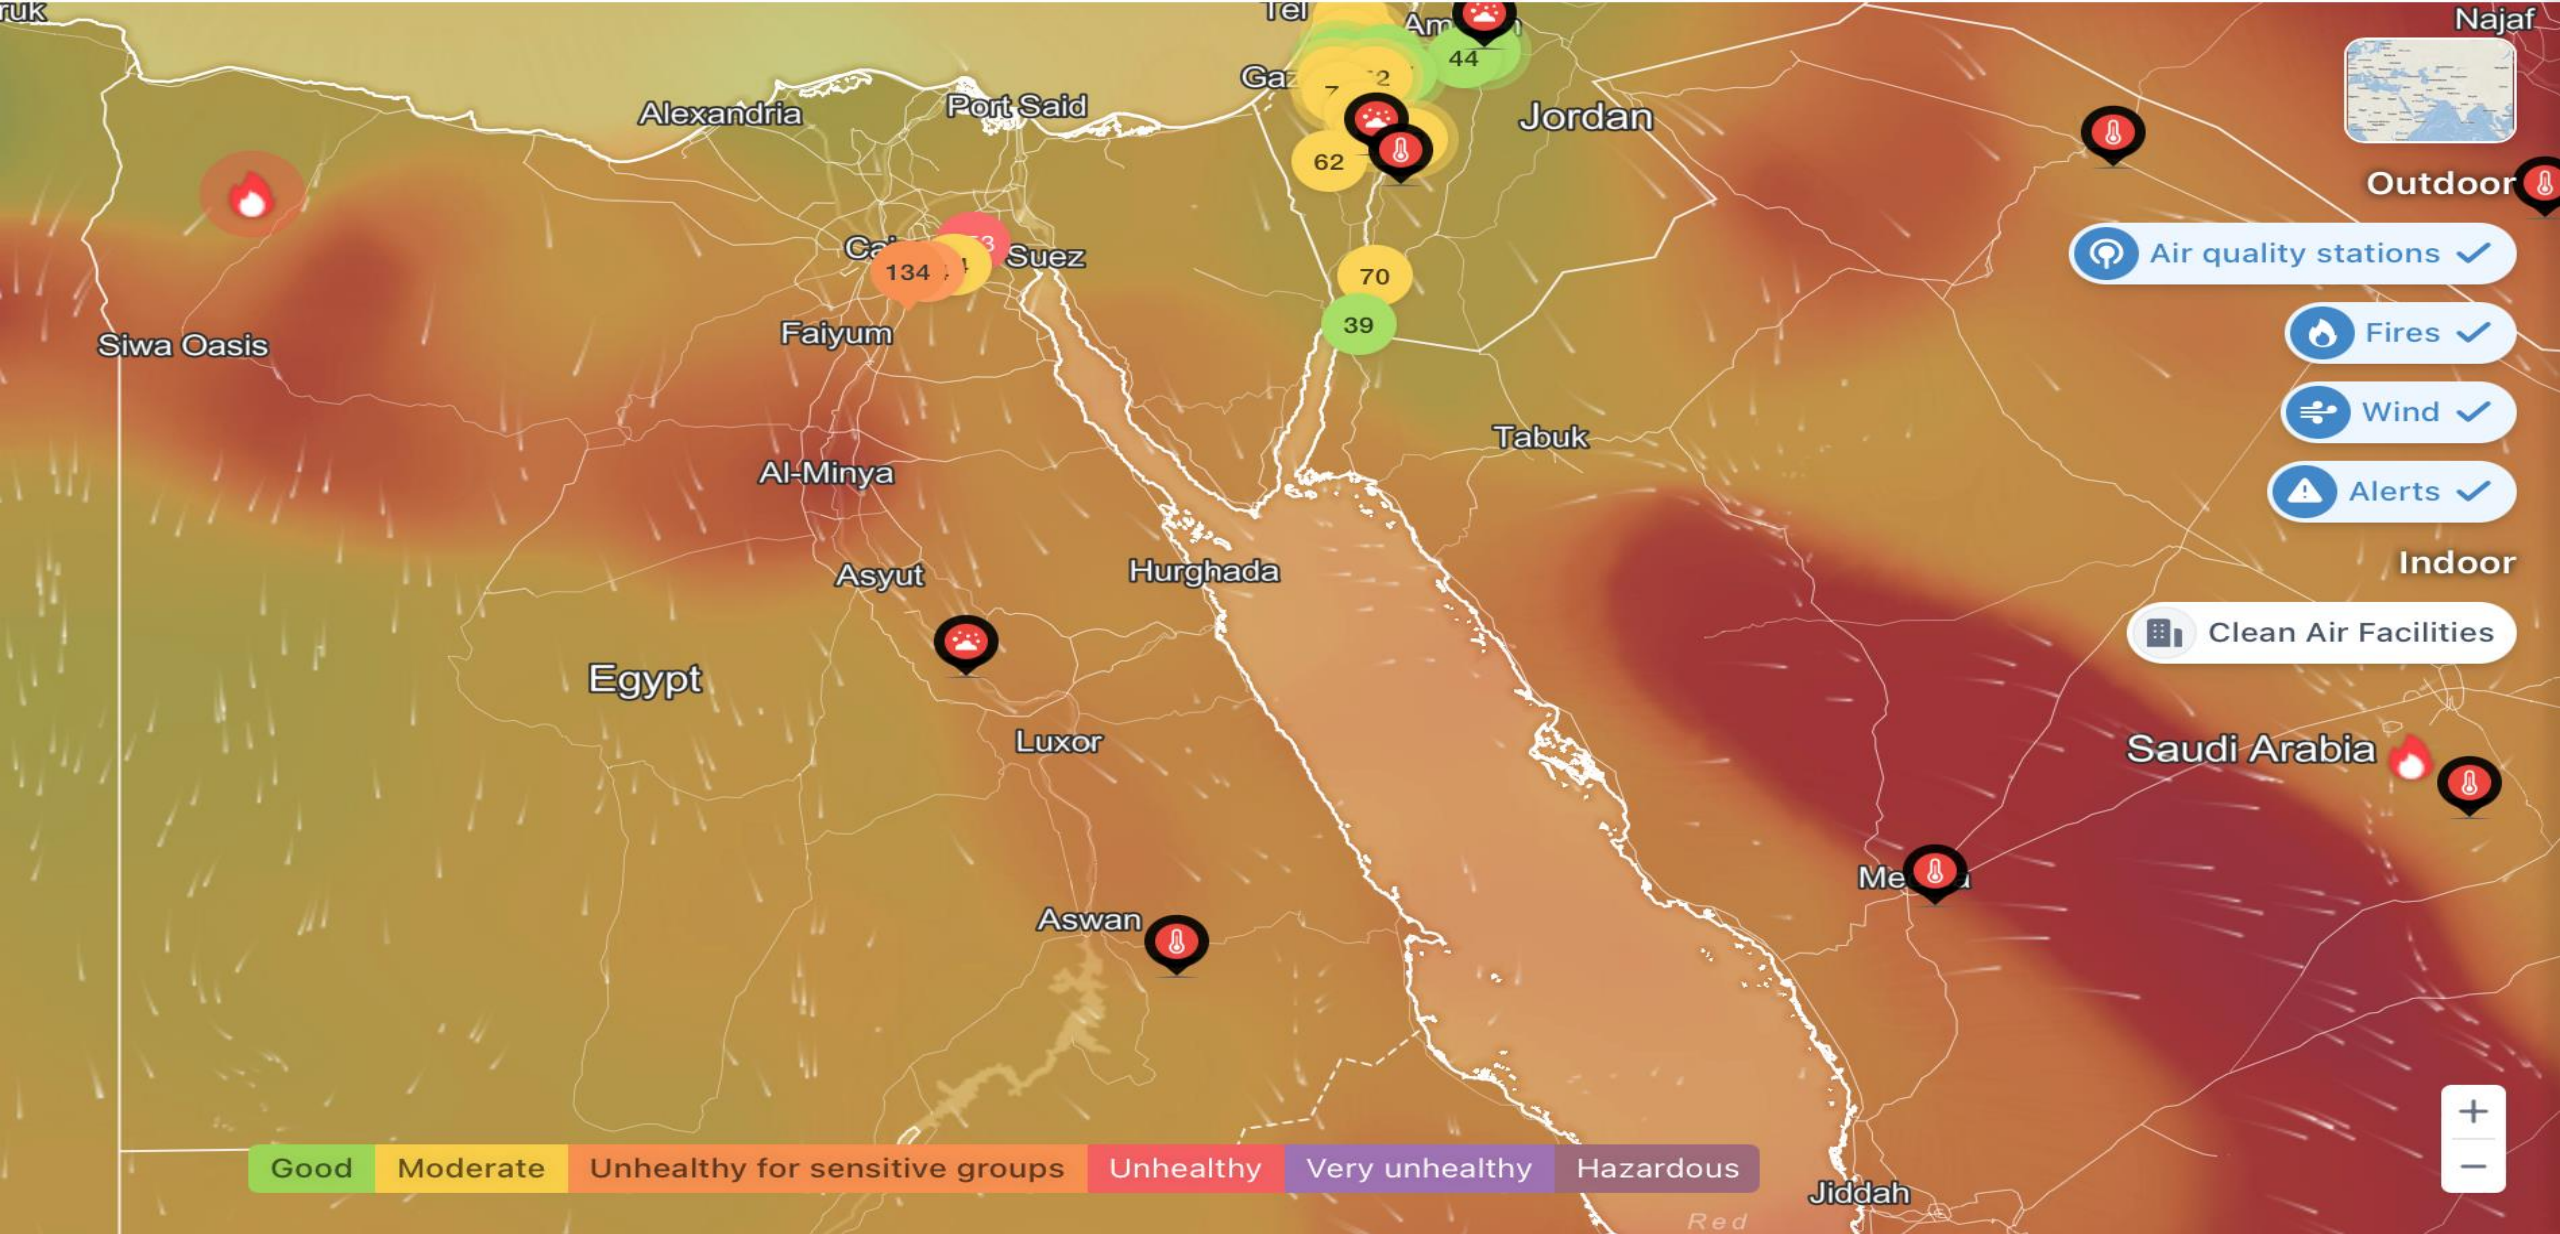 Tel
Najaf
44
Alexandria
Port Said
Jordan
62
Outdoor
Air quality stations
Suez
134
70
39
Fires
Faiyum
Siwa Oasis
Wind
Tabuk
Al-Minya
Alerts
Indoor
Asyut
Hurghada
Clean Air Facilities
Egypt
Luxor
Saudi Arabia
Aswan
+
Good
Moderate
Unhealthy for sensitive groups
Unhealthy
Very unhealthy
Hazardous
−
Jiddah
Red